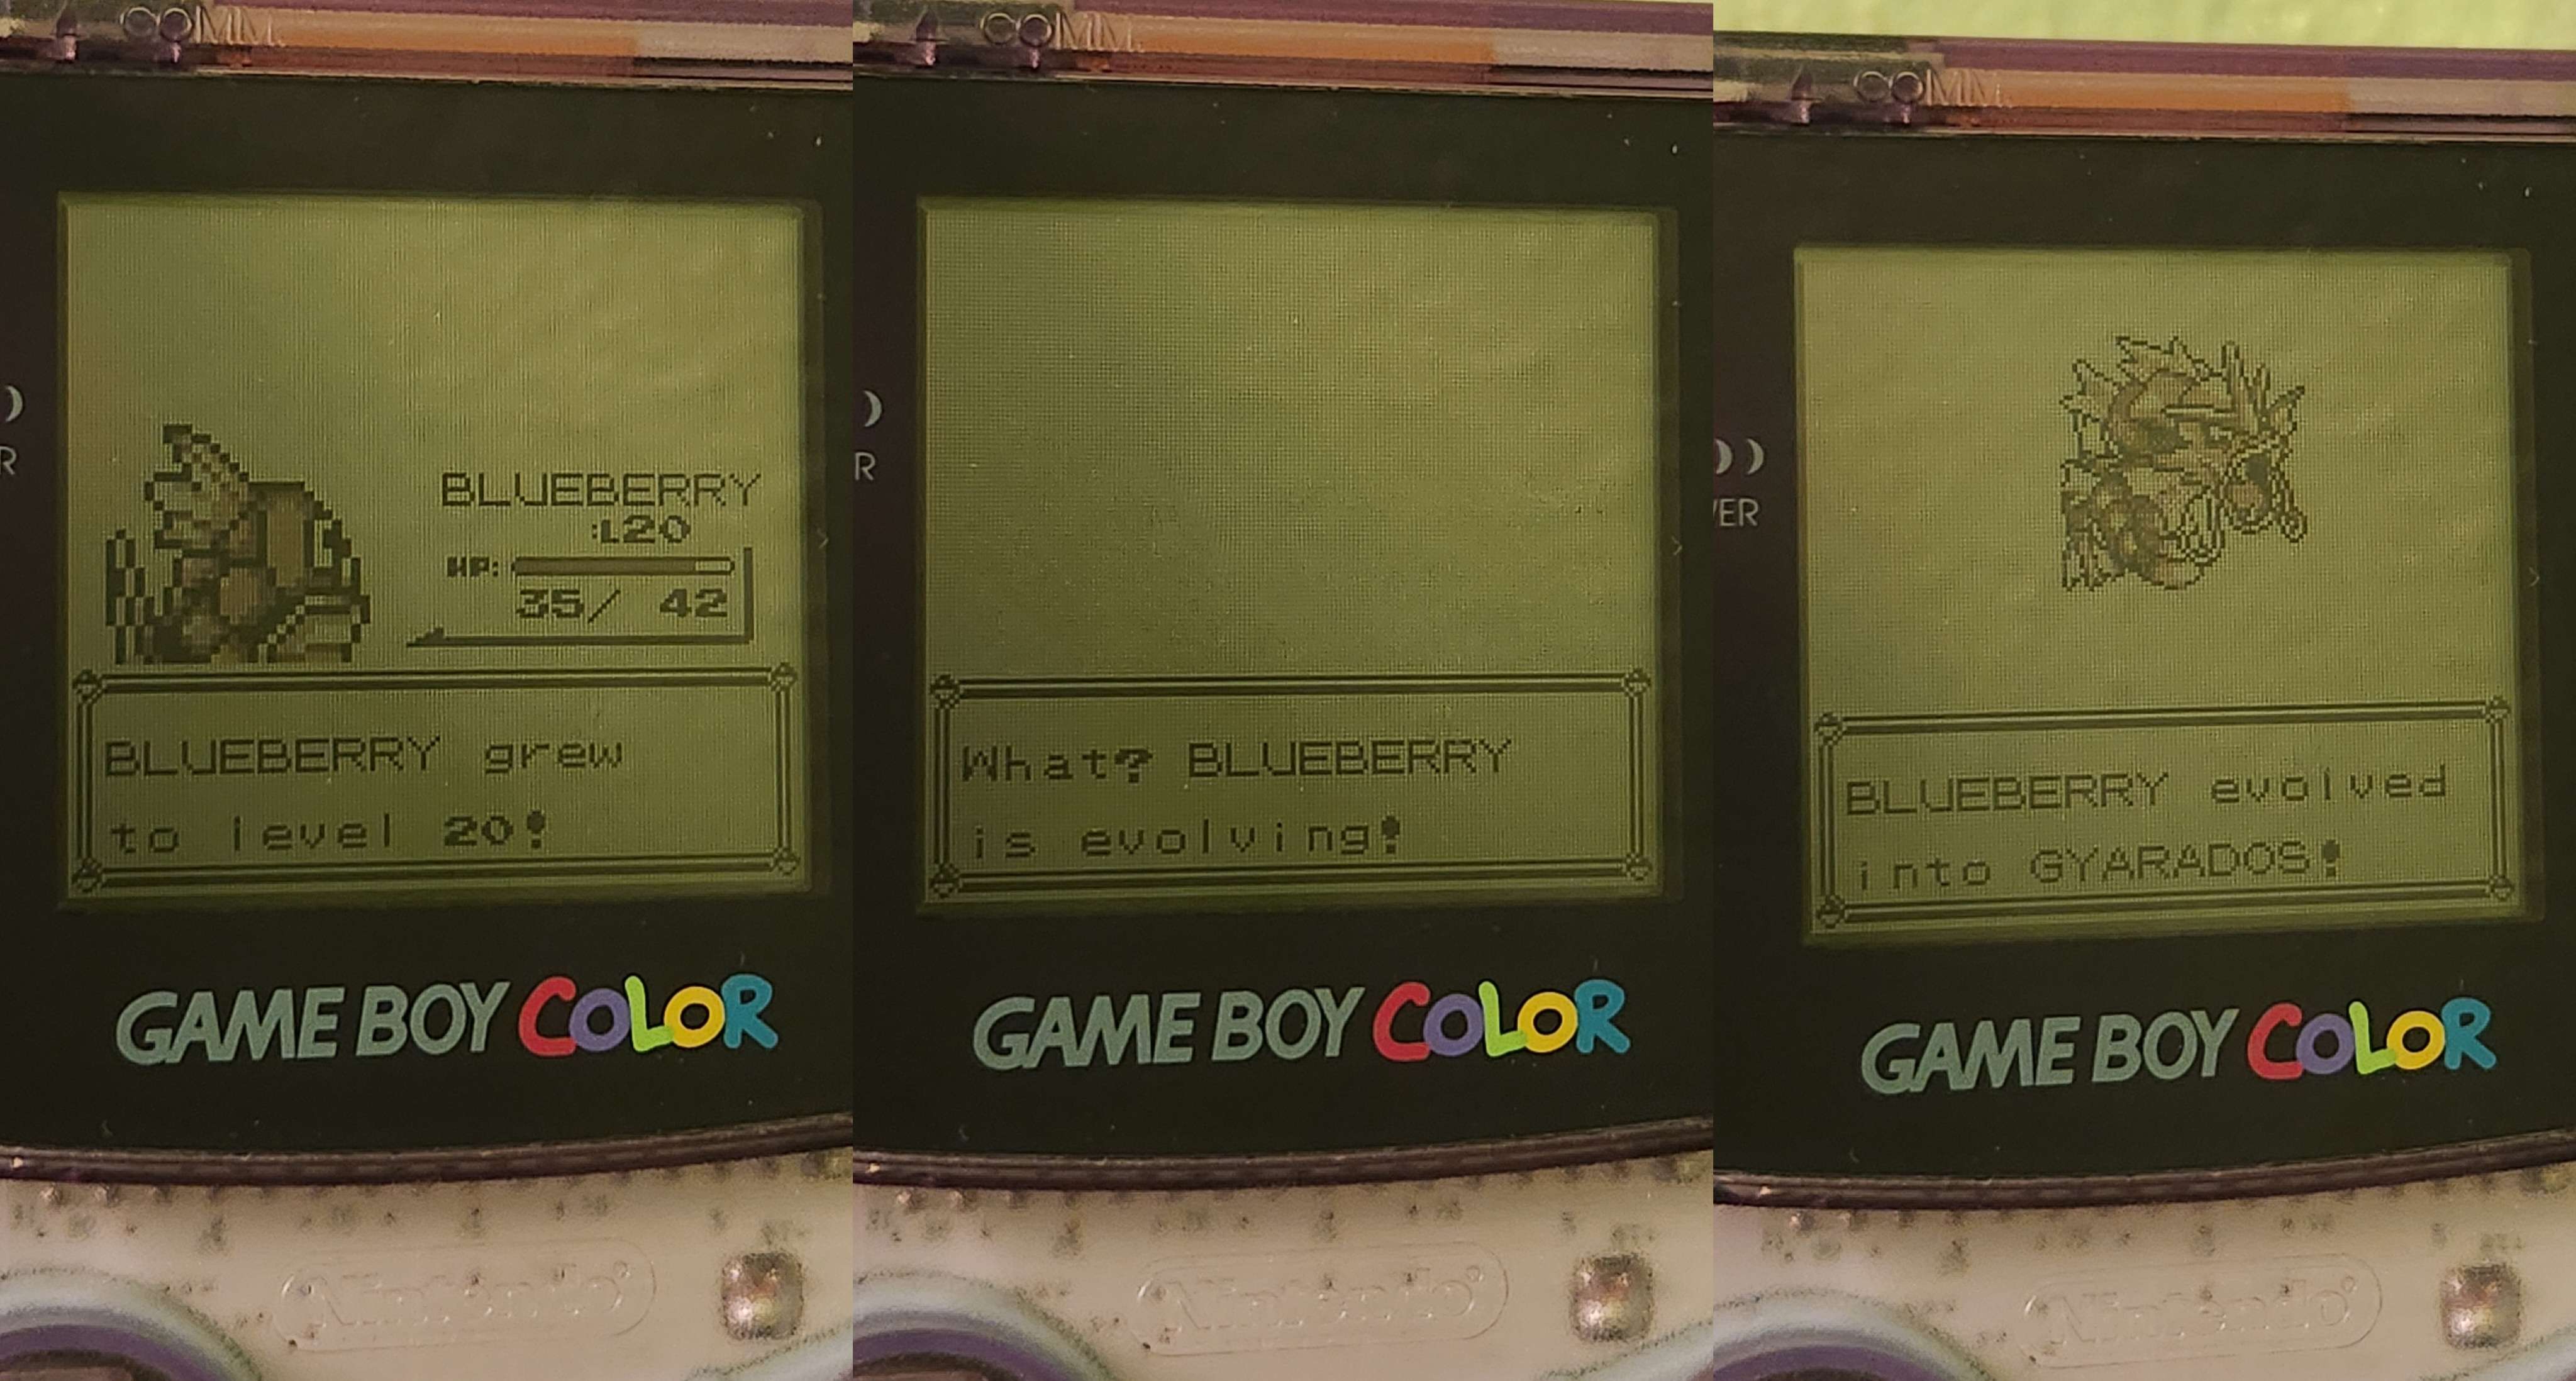 COMM.
R
BLUEBERRY
:L20
HP:
35/ 42
BLUEBERRY grew
to level 20!
GAME BOY COLOR
Nintendo®
COMM.
R
What? BLUEBERRY
is evolving!
GAME BOY COLOR
Nintendo®
COMM.
VER
BLUEBERRY evolved
into GYARADOS!
GAME BOY COLOR
Nintendo®